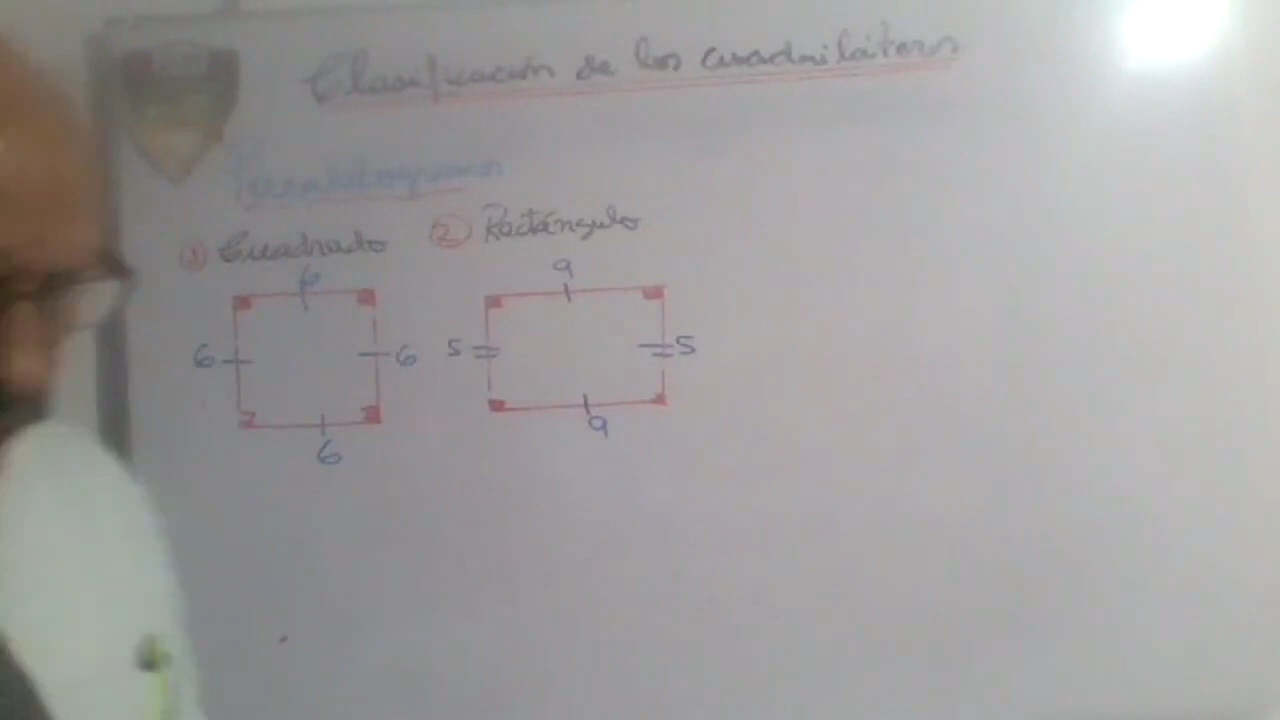 Clasificación de los cuadriláteros
Paralelogramos
① Cuadrado ② Rectángulo
6 9
6 6 5 5
6 9